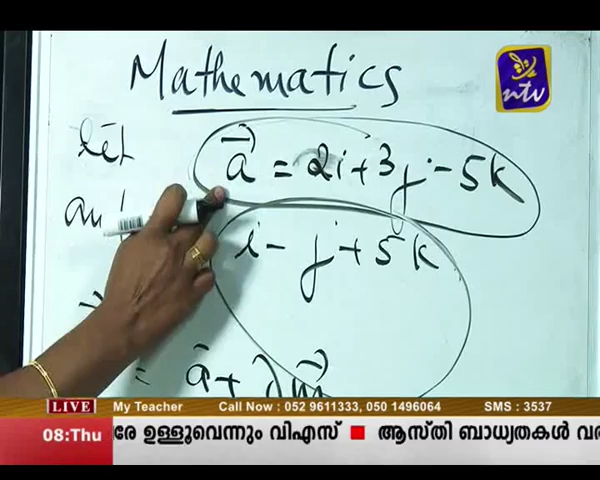 Mathematics
ntv
let a⃗ = 2i + 3j - 5k
i - j + 5k
= a⃗ + λ m⃗
LIVE My Teacher Call Now : 052 9611333, 050 1496064 SMS : 3537
08:Thu രേ ഉള്ളൂവെന്നും വിഎസ് ■ ആസ്തി ബാധ്യതകൾ വര